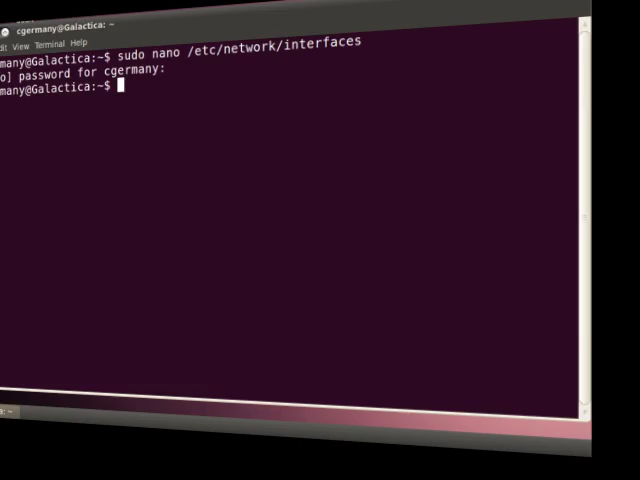 cgermany@Galactica: ~
dit View Terminal Help
many@Galactica:~$ sudo nano /etc/network/interfaces
o] password for cgermany:
many@Galactica:~$
a: ~